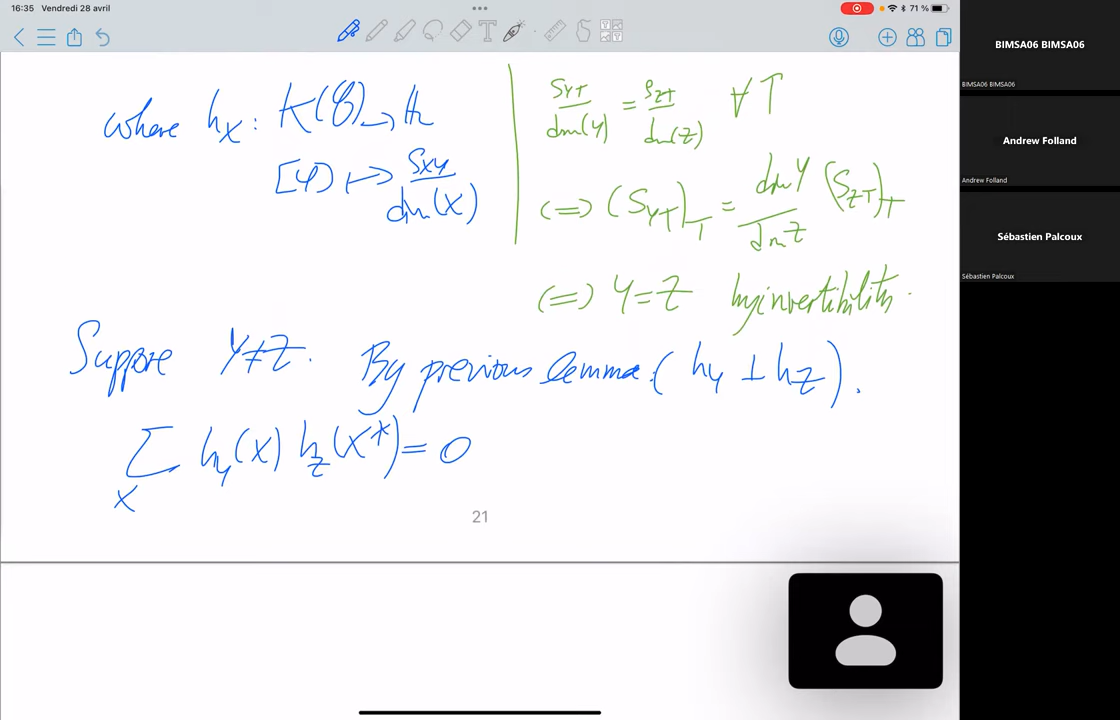 16:35 Vendredi 28 avril
71 %
where h_X : K(𝒞) → 𝕜
[Y] ↦ S_XY / dim(X)
S_YT / dim(Y) = S_ZT / dim(Z) ∀ T
⟺ (S_YT)_T = dim Y / dim Z (S_ZT)_T
⟺ Y = Z by invertibility.
Suppose Y ≠ Z. By previous lemma. (h_Y ⊥ h_Z).
∑_X h_Y(X) h_Z(X*) = 0
21
BIMSA06 BIMSA06
BIMSA06 BIMSA06
Andrew Folland
Andrew Folland
Sébastien Palcoux
Sébastien Palcoux